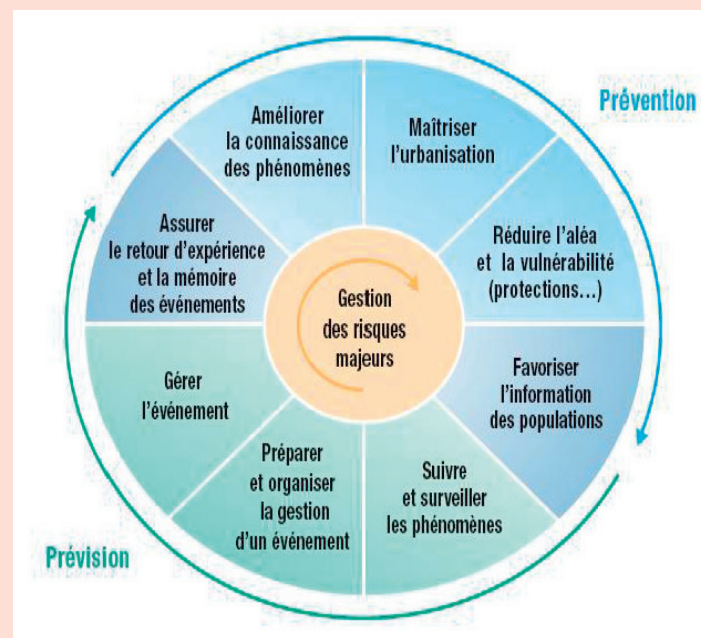 Prévention
Améliorer
la connaissance
des phénomènes
Maîtriser
l'urbanisation
Réduire l'aléa
et la vulnérabilité
(protections...)
Favoriser
l'information
des populations
Suivre
et surveiller
les phénomènes
Préparer
et organiser
la gestion
d'un événement
Gérer
l'événement
Assurer
le retour d'expérience
et la mémoire
des événements
Gestion
des risques
majeurs
Prévision